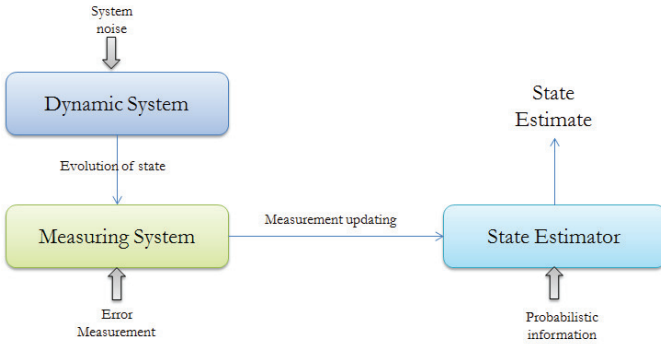 System
noise
Dynamic System
Evolution of state
State
Estimate
Measurement updating
Measuring System
State Estimator
Error
Measurement
Probabilistic
information